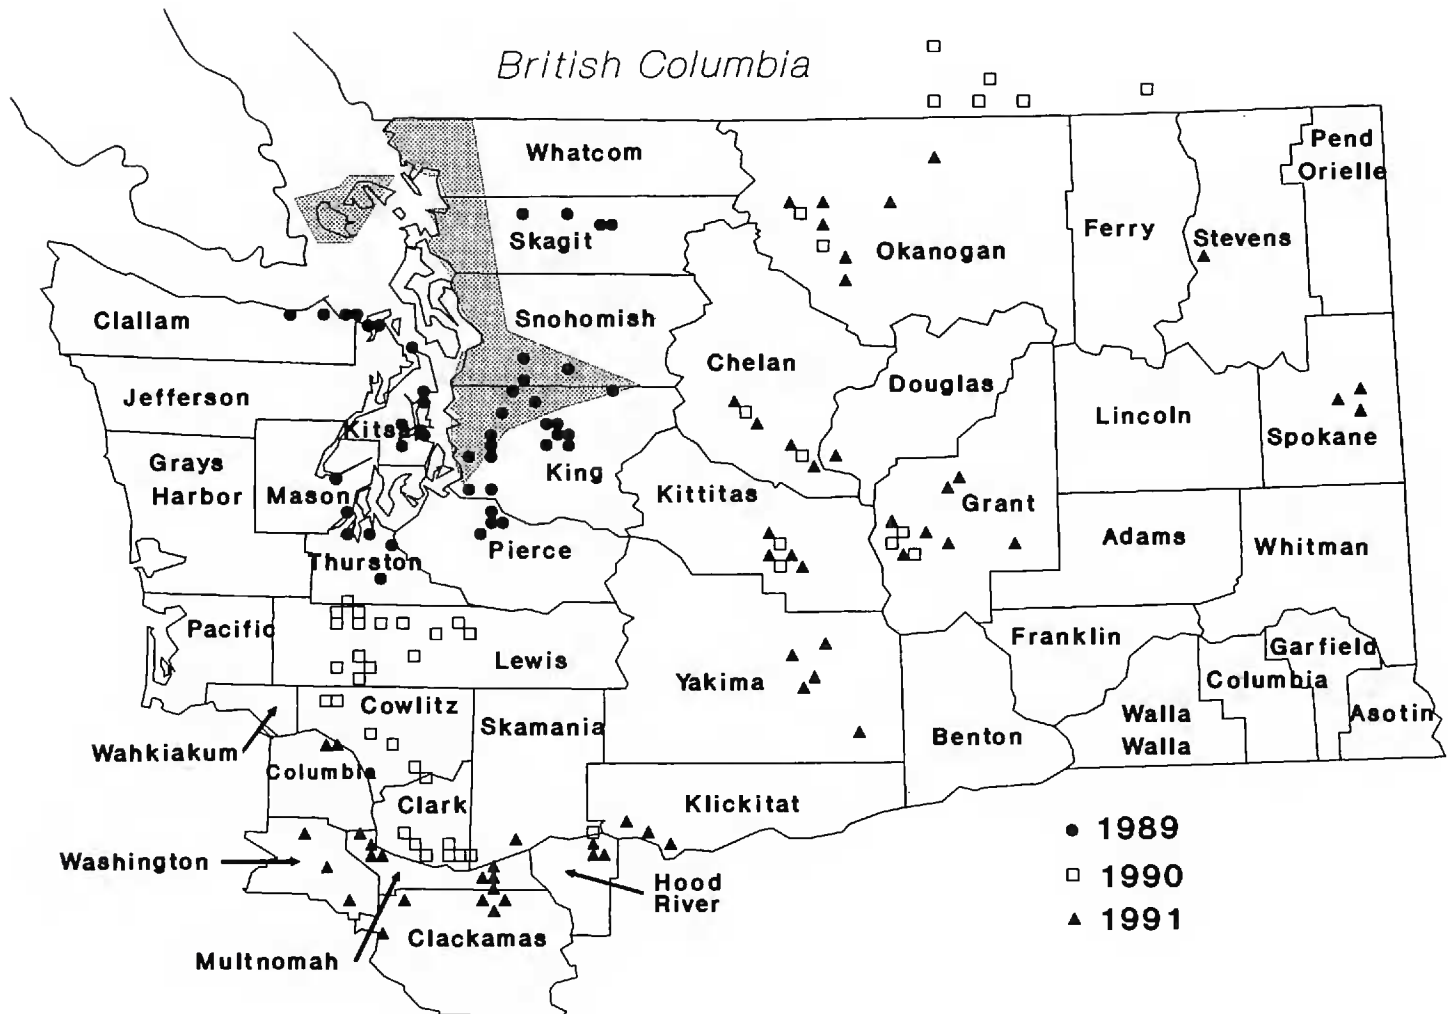 British Columbia
Whatcom
Pend
Orielle
Skagit
Okanogan
Ferry
Stevens
Clallam
Snohomish
Chelan
Douglas
Jefferson
Lincoln
Kitsap
Spokane
Grays
Harbor
Mason
King
Kittitas
Grant
Thurston
Pierce
Adams
Whitman
Pacific
Lewis
Franklin
Garfield
Yakima
Columbia
Cowlitz
Skamania
Walla
Walla
Asotin
Wahkiakum
Benton
Columbia
Clark
Klickitat
1989
Washington
Hood
River
1990
1991
Clackamas
Multnomah